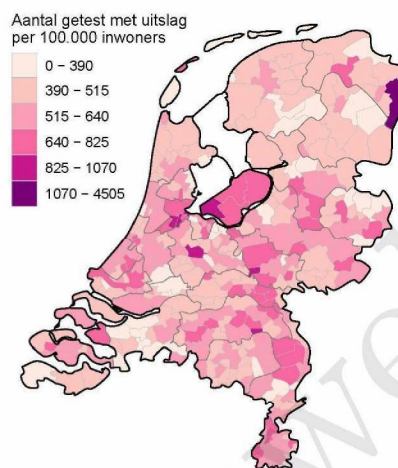 Aantal getest met uitslag
per 100.000 inwoners
0 – 390
390 – 515
515 – 640
640 – 825
825 – 1070
1070 – 4505